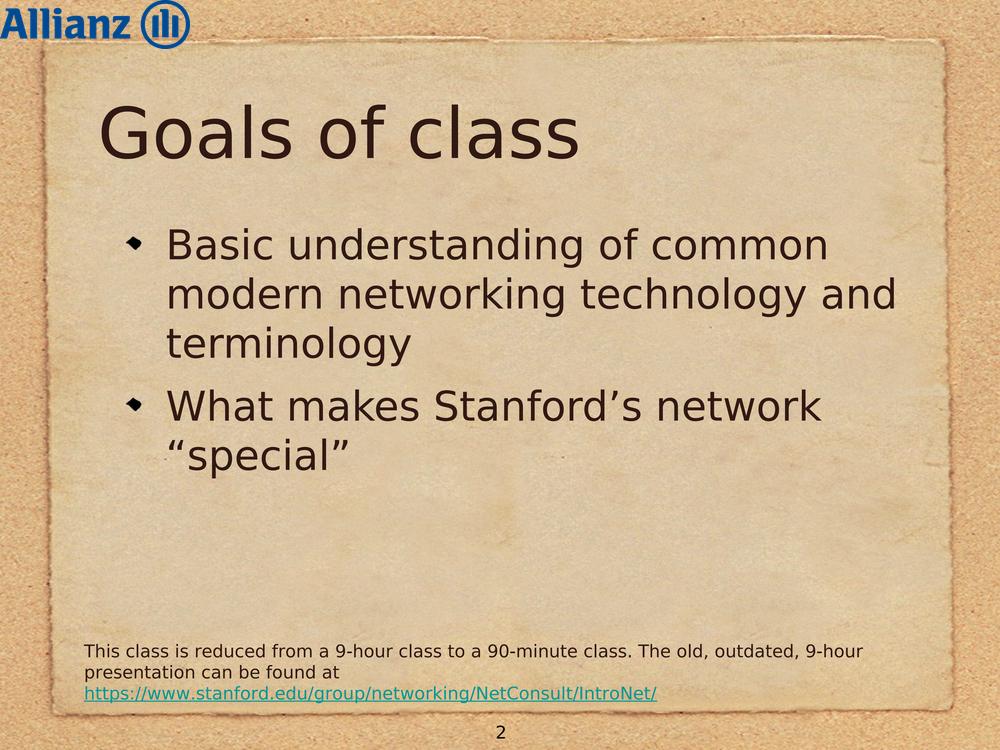 Allianz
Goals of class
Basic understanding of common
modern networking technology and
terminology
What makes Stanford’s network
“special”
This class is reduced from a 9-hour class to a 90-minute class. The old, outdated, 9-hour
presentation can be found at
https://www.stanford.edu/group/networking/NetConsult/IntroNet/
2